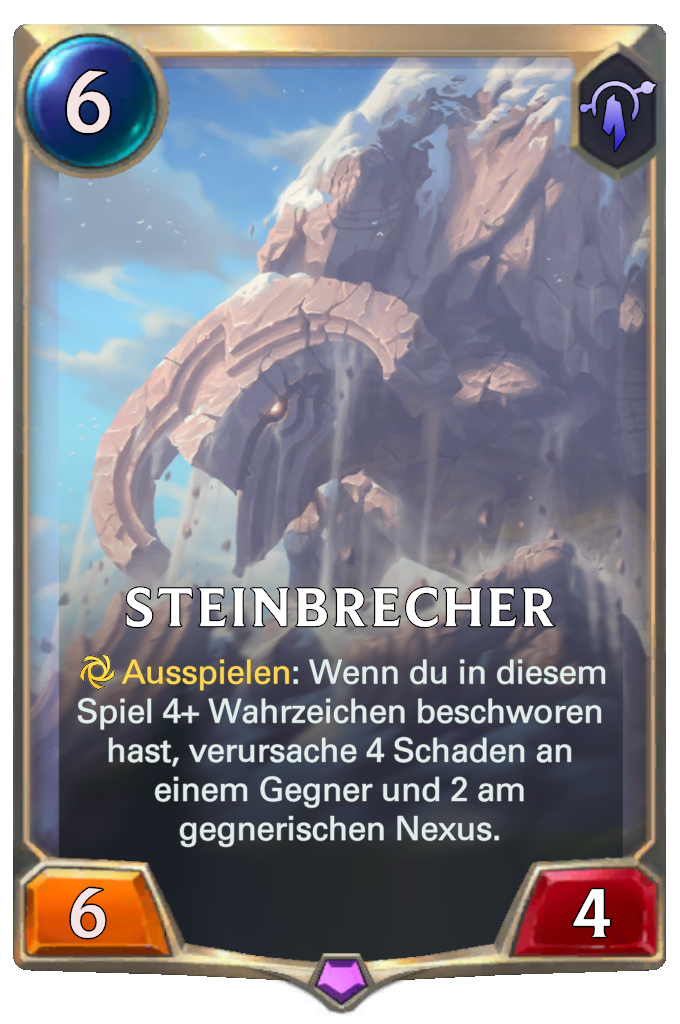 6
STEINBRECHER
Ausspielen: Wenn du in diesem
Spiel 4+ Wahrzeichen beschworen
hast, verursache 4 Schaden an
einem Gegner und 2 am
gegnerischen Nexus.
6
4